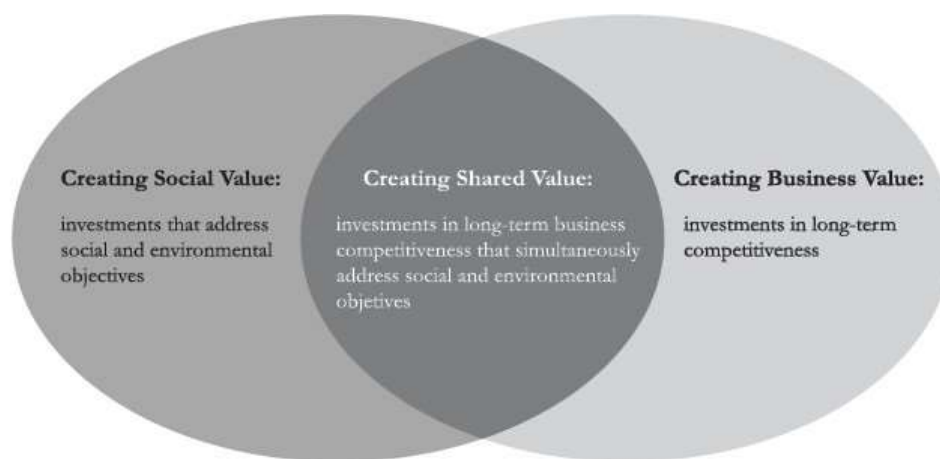 Creating Social Value:
investments that address
social and environmental
objectives
Creating Shared Value:
investments in long-term business
competitiveness that simultaneously
address social and environmental
objetives
Creating Business Value:
investments in long-term
competitiveness